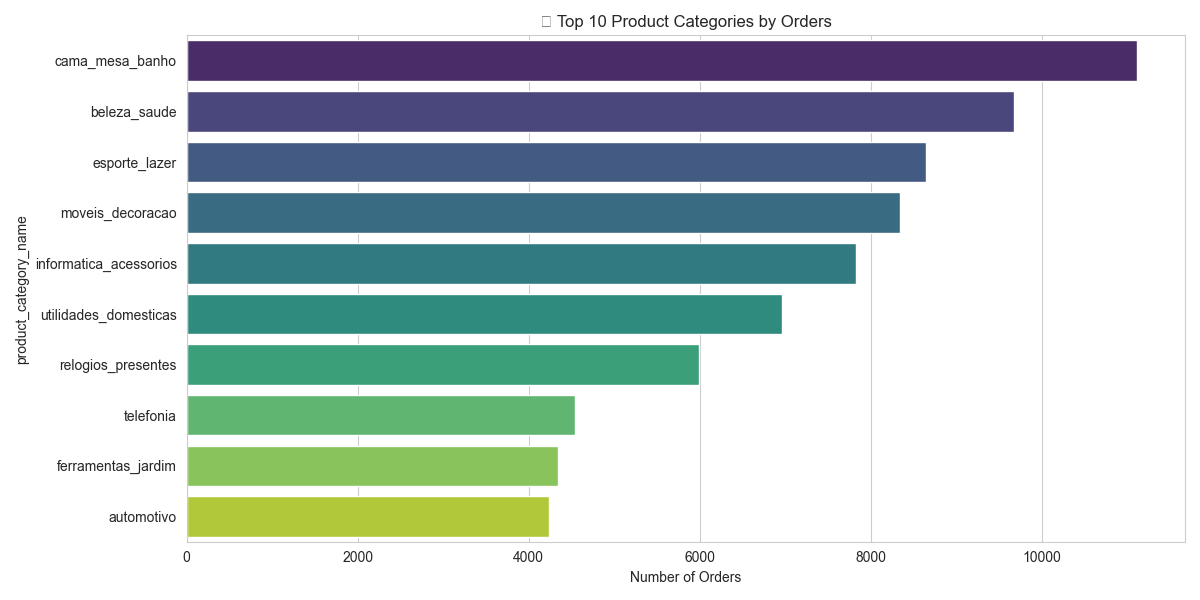 Top 10 Product Categories by Orders
product_category_name
cama_mesa_banho
beleza_saude
esporte_lazer
moveis_decoracao
informatica_acessorios
utilidades_domesticas
relogios_presentes
telefonia
ferramentas_jardim
automotivo
0 2000 4000 6000 8000 10000
Number of Orders